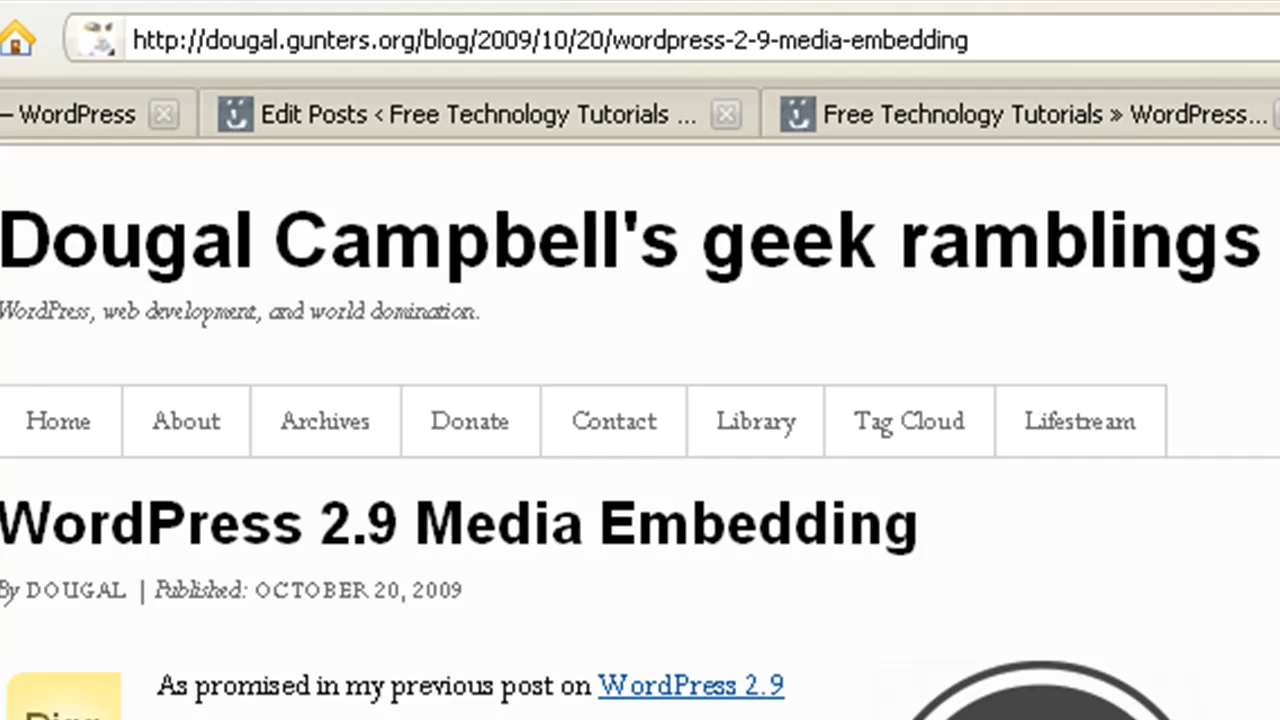 http://dougal.gunters.org/blog/2009/10/20/wordpress-2-9-media-embedding
– WordPress
Edit Posts ‹ Free Technology Tutorials ...
Free Technology Tutorials » WordPress...
Dougal Campbell's geek ramblings
WordPress, web development, and world domination.
Home About Archives Donate Contact Library Tag Cloud Lifestream
WordPress 2.9 Media Embedding
By DOUGAL | Published: OCTOBER 20, 2009
As promised in my previous post on WordPress 2.9